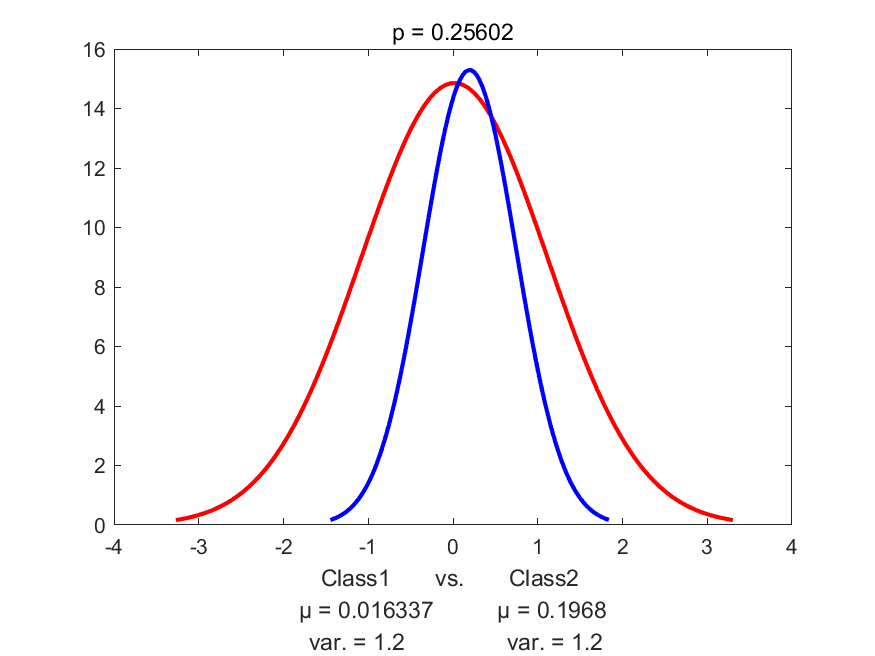 p = 0.25602
16
14
12
10
8
6
4
2
0
-4 -3 -2 -1 0 1 2 3 4
Class1 vs. Class2
μ = 0.016337 μ = 0.1968
var. = 1.2 var. = 1.2